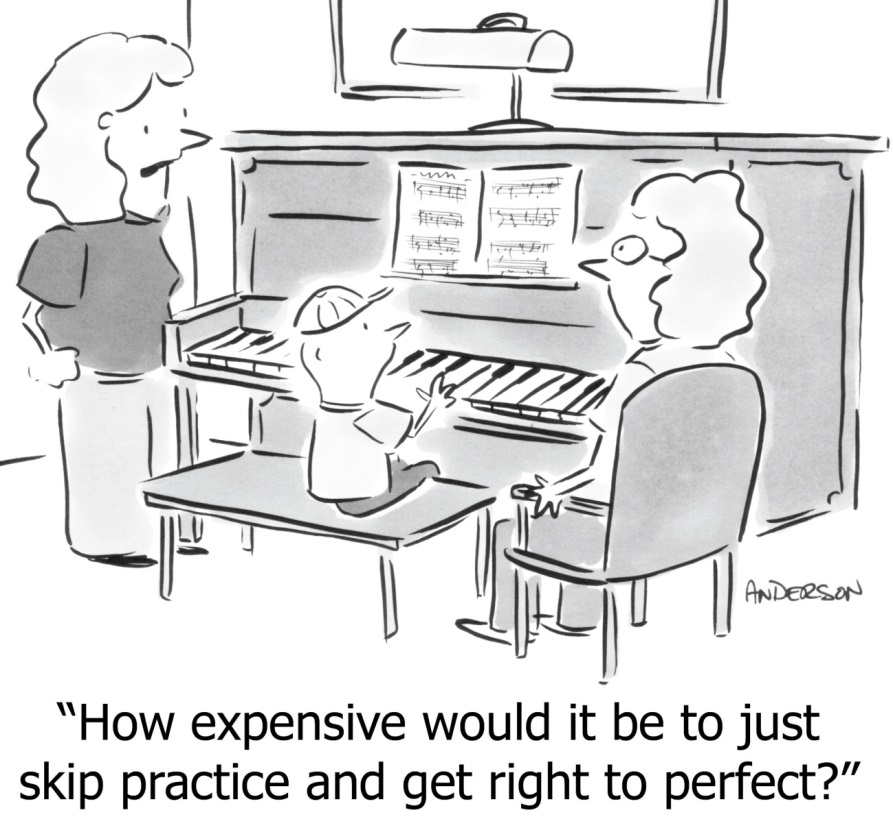 ANDERSON
“How expensive would it be to just
skip practice and get right to perfect?”